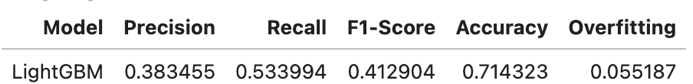 Model Precision Recall F1-Score Accuracy Overfitting
LightGBM 0.383455 0.533994 0.412904 0.714323 0.055187